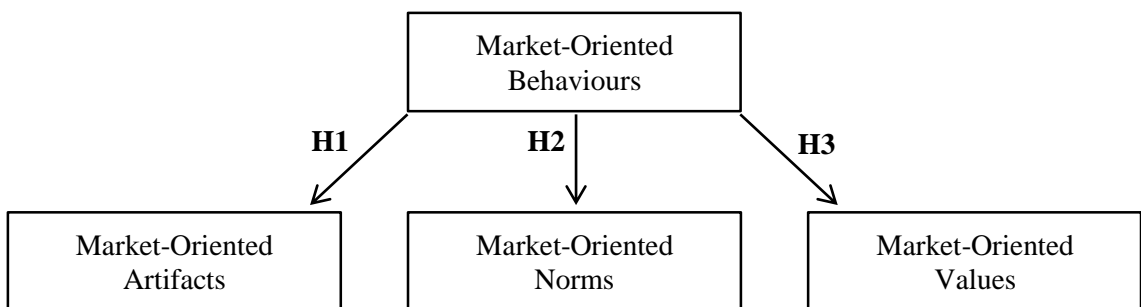 Market-Oriented
Behaviours
H1
H2
H3
Market-Oriented
Artifacts
Market-Oriented
Norms
Market-Oriented
Values